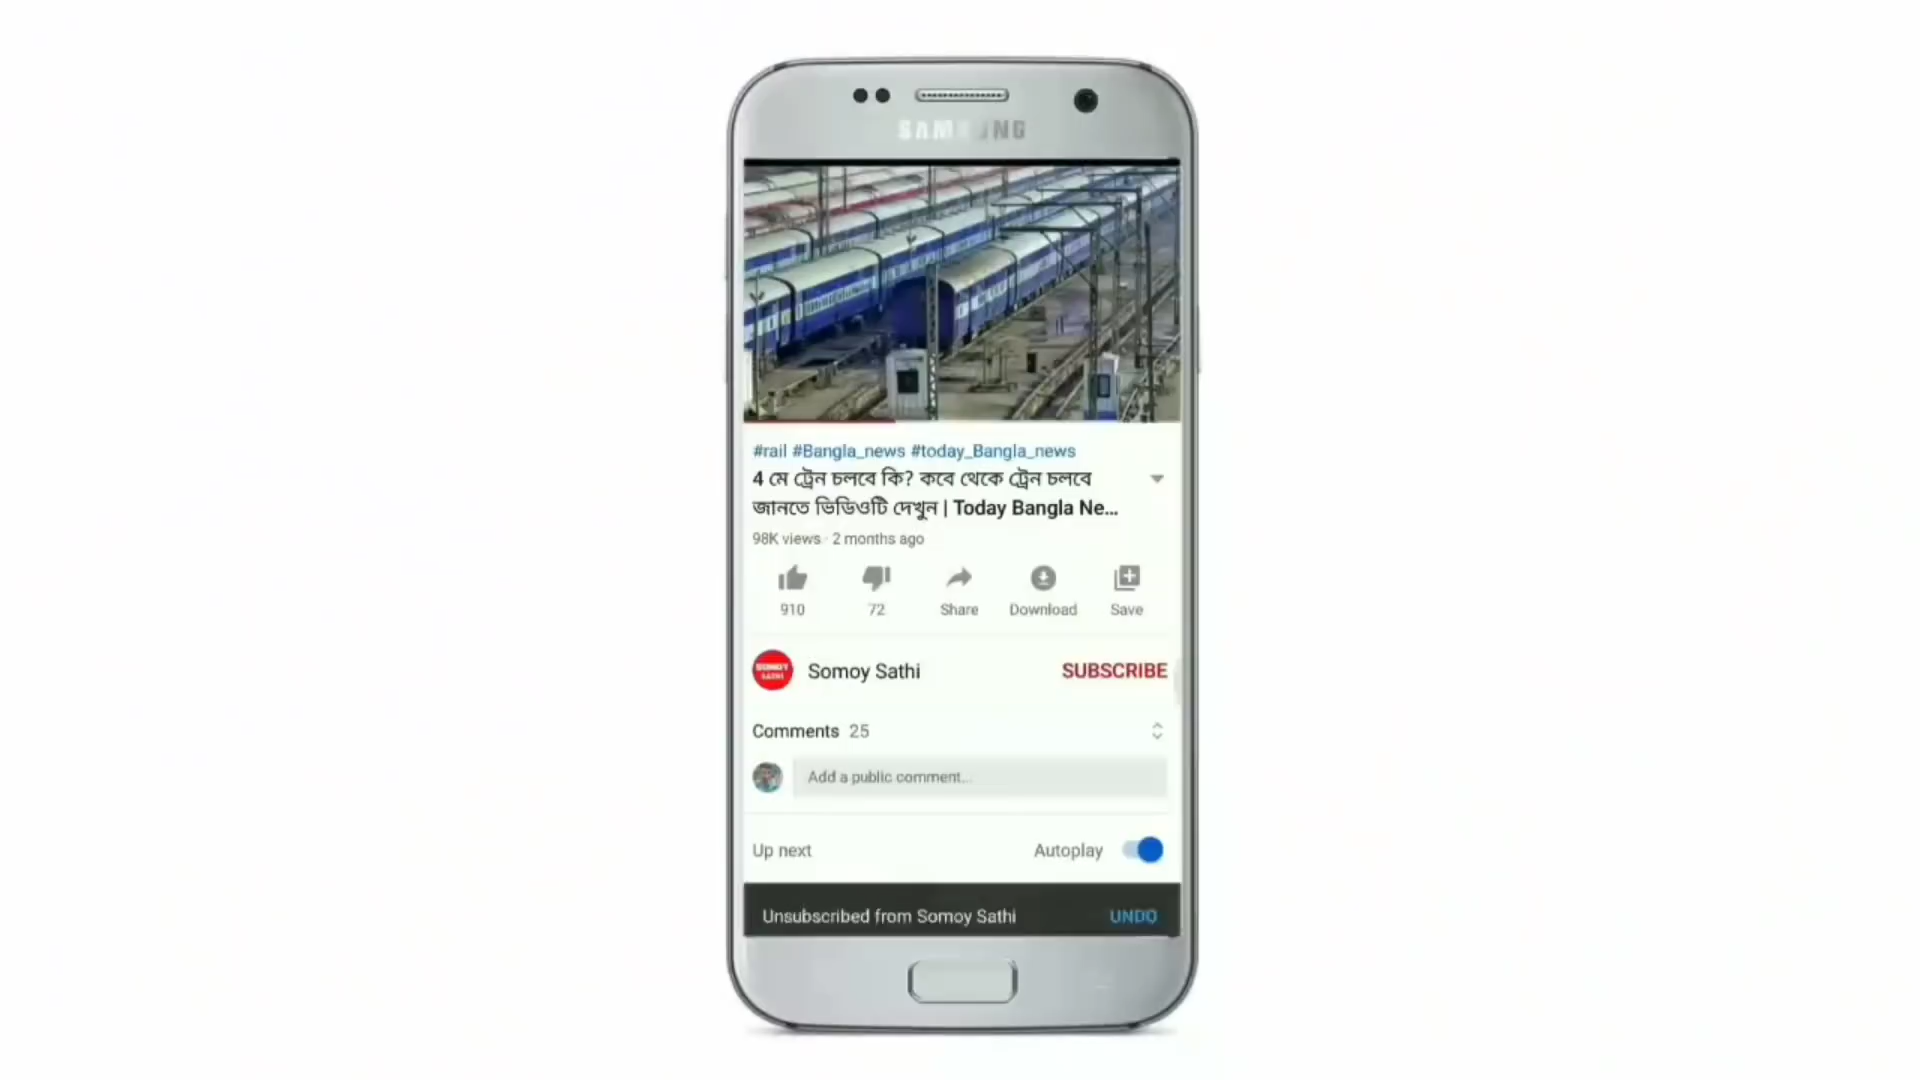 SAMSUNG
#rail #Bangla_news #today_Bangla_news
4 মে ট্রেন চলবে কি? কবে থেকে ট্রেন চলবে
জানতে ভিডিওটি দেখুন | Today Bangla Ne...
98K views · 2 months ago
910 72 Share Download Save
SOMOY
SATHI
Somoy Sathi SUBSCRIBE
Comments 25
Add a public comment...
Up next Autoplay
Unsubscribed from Somoy Sathi UNDO